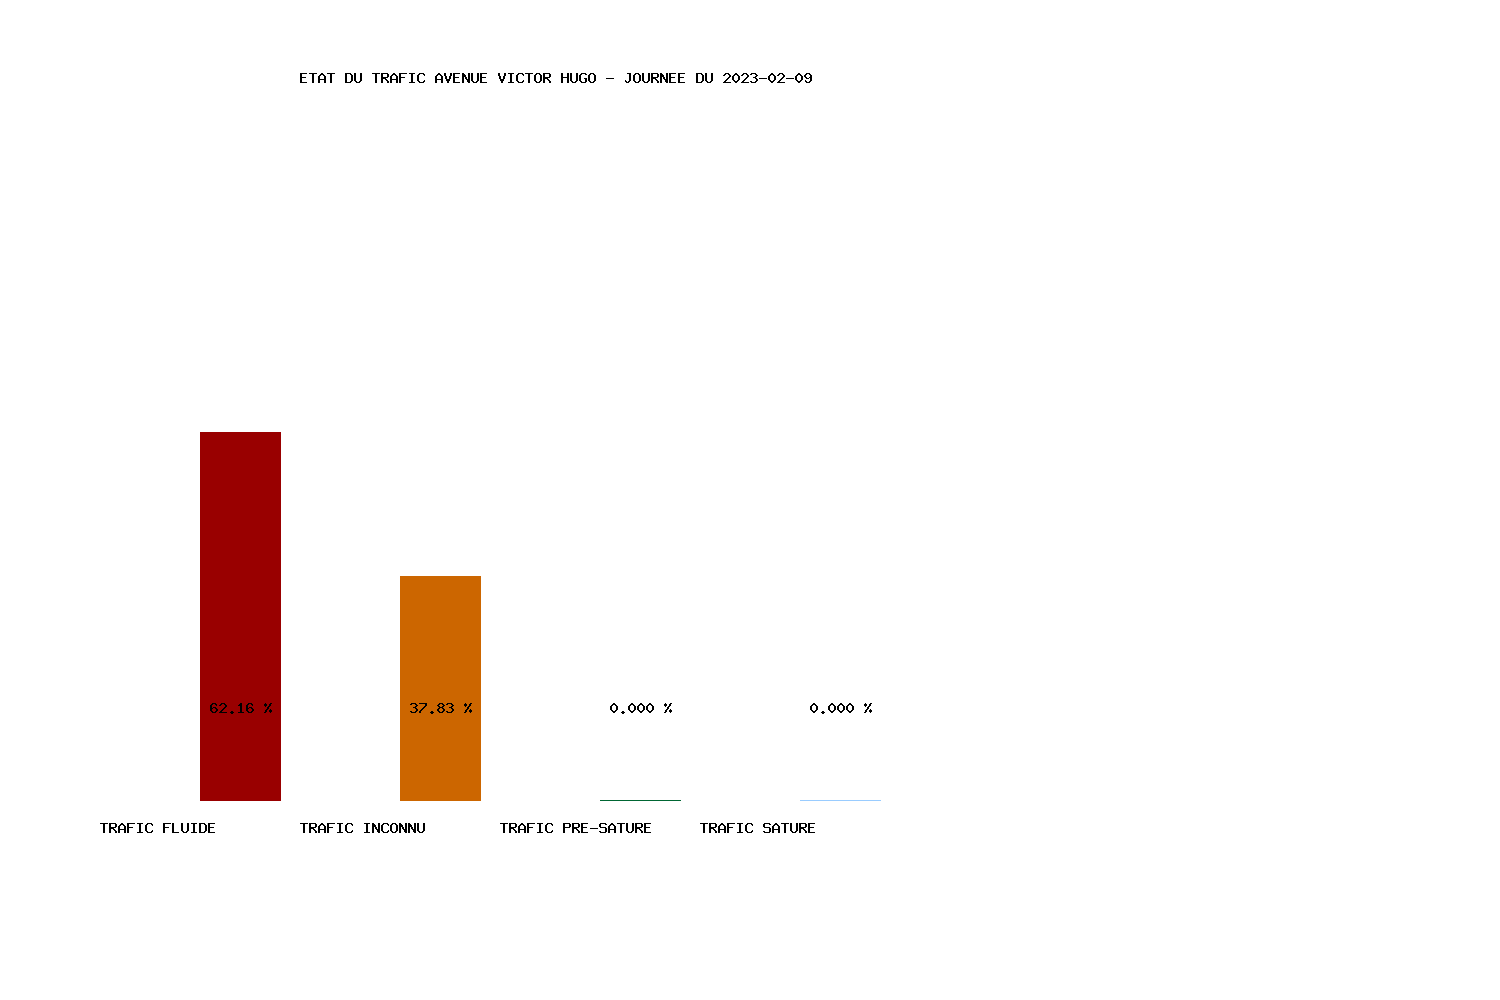 ETAT DU TRAFIC AVENUE VICTOR HUGO - JOURNEE DU 2023-02-09
62.16 % 37.83 % 0.000 % 0.000 %
TRAFIC FLUIDE TRAFIC INCONNU TRAFIC PRE-SATURE TRAFIC SATURE